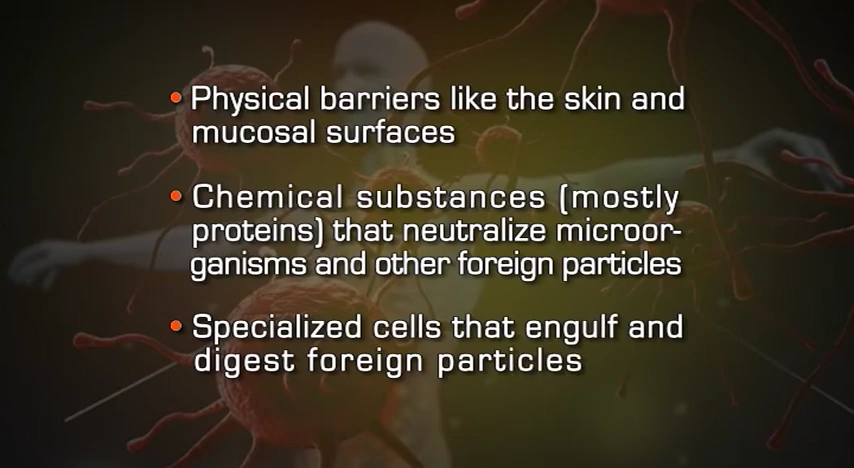 • Physical barriers like the skin and
mucosal surfaces
• Chemical substances (mostly
proteins) that neutralize microor-
ganisms and other foreign particles
• Specialized cells that engulf and
digest foreign particles